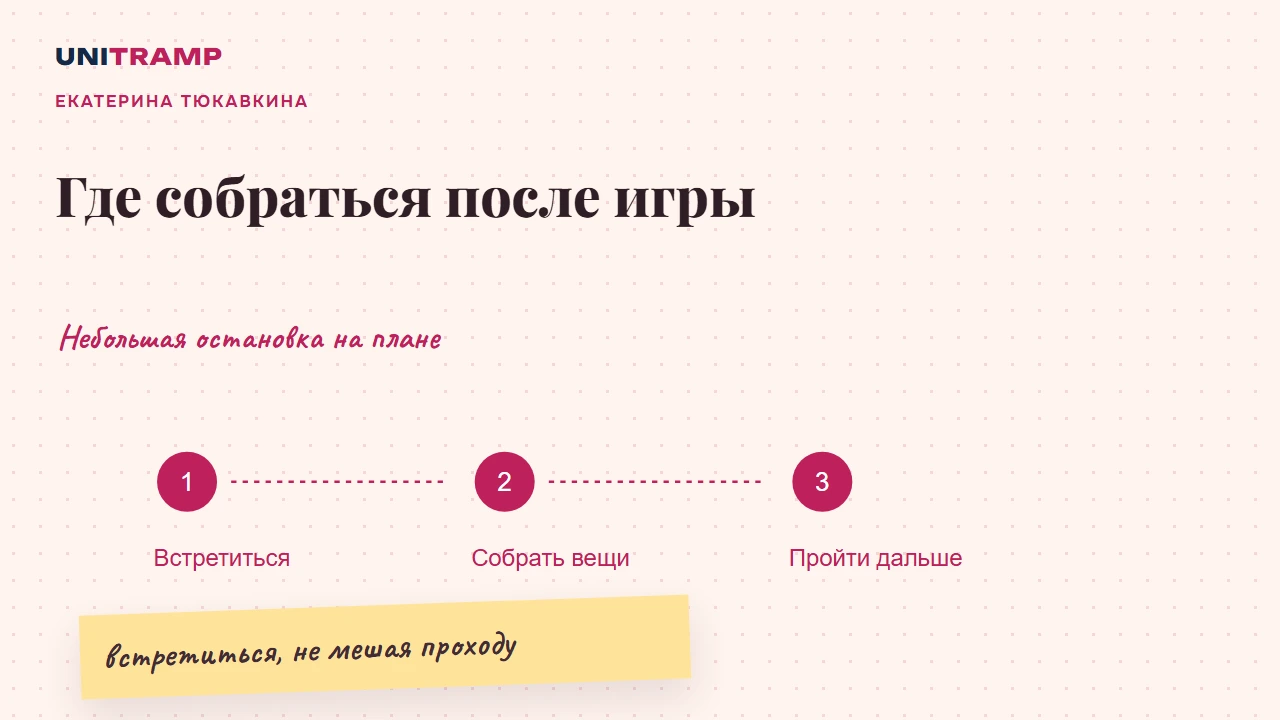 UNITRAMP
ЕКАТЕРИНА ТЮКАВКИНА
Где собраться после игры
Небольшая остановка на плане
1 2 3
Встретиться Собрать вещи Пройти дальше
встретиться, не мешая проходу